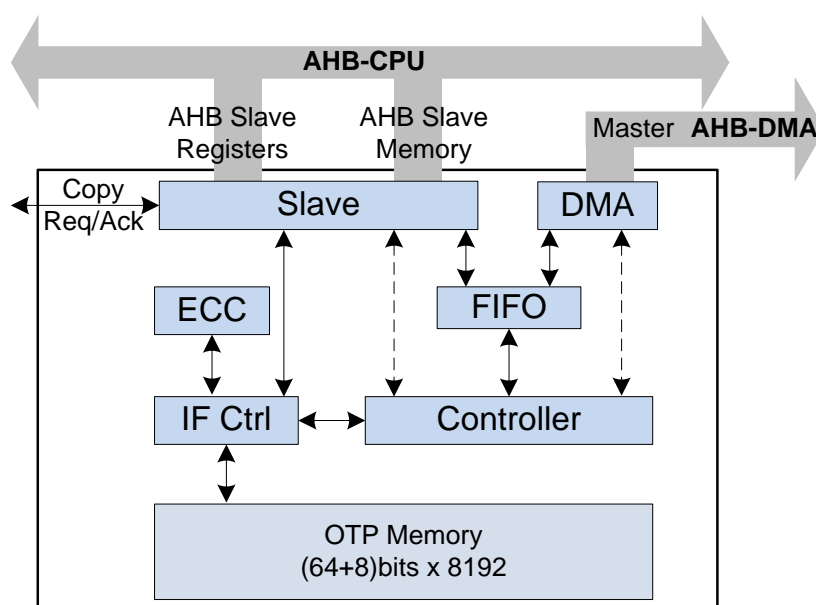 AHB-CPU
AHB Slave
Registers
AHB Slave
Memory
Master AHB-DMA
Copy
Req/Ack
Slave
DMA
ECC
FIFO
IF Ctrl
Controller
OTP Memory
(64+8)bits x 8192